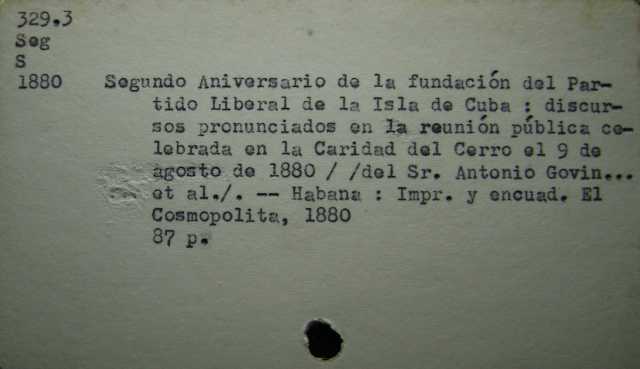 329.3
Seg
S
1880 Segundo Aniversario de la fundación del Par-
tido Liberal de la Isla de Cuba : discur-
sos pronunciados en la reunión pública ce-
lebrada en la Caridad del Cerro el 9 de
agosto de 1880 / /del Sr. Antonio Govin...
et al./. -- Habana : Impr. y encuad. El
Cosmopolita, 1880
87 p.